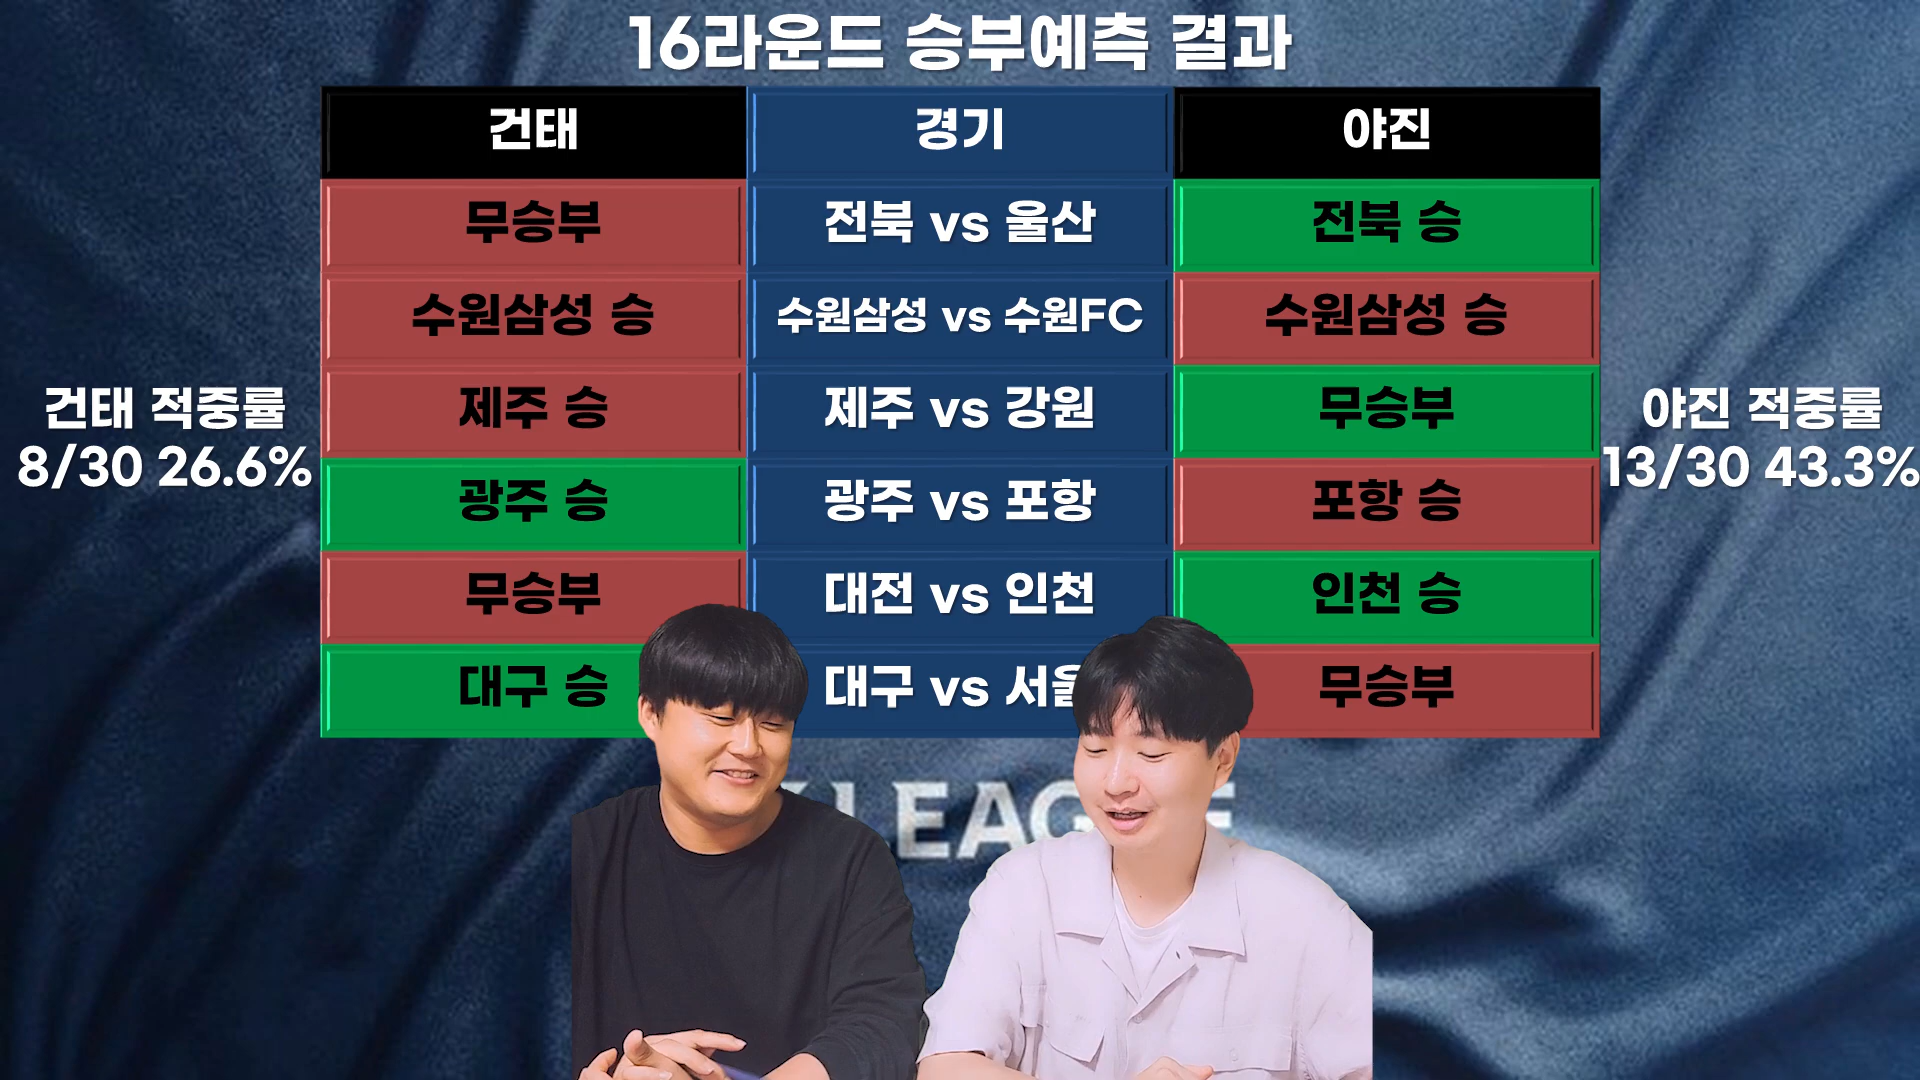 16라운드 승부예측 결과
건태 경기 야진
무승부 전북 vs 울산 전북 승
수원삼성 승 수원삼성 vs 수원FC 수원삼성 승
제주 승 제주 vs 강원 무승부
건태 적중률
8/30 26.6%
야진 적중률
13/30 43.3%
광주 승 광주 vs 포항 포항 승
무승부 대전 vs 인천 인천 승
대구 승 대구 vs 서울 무승부